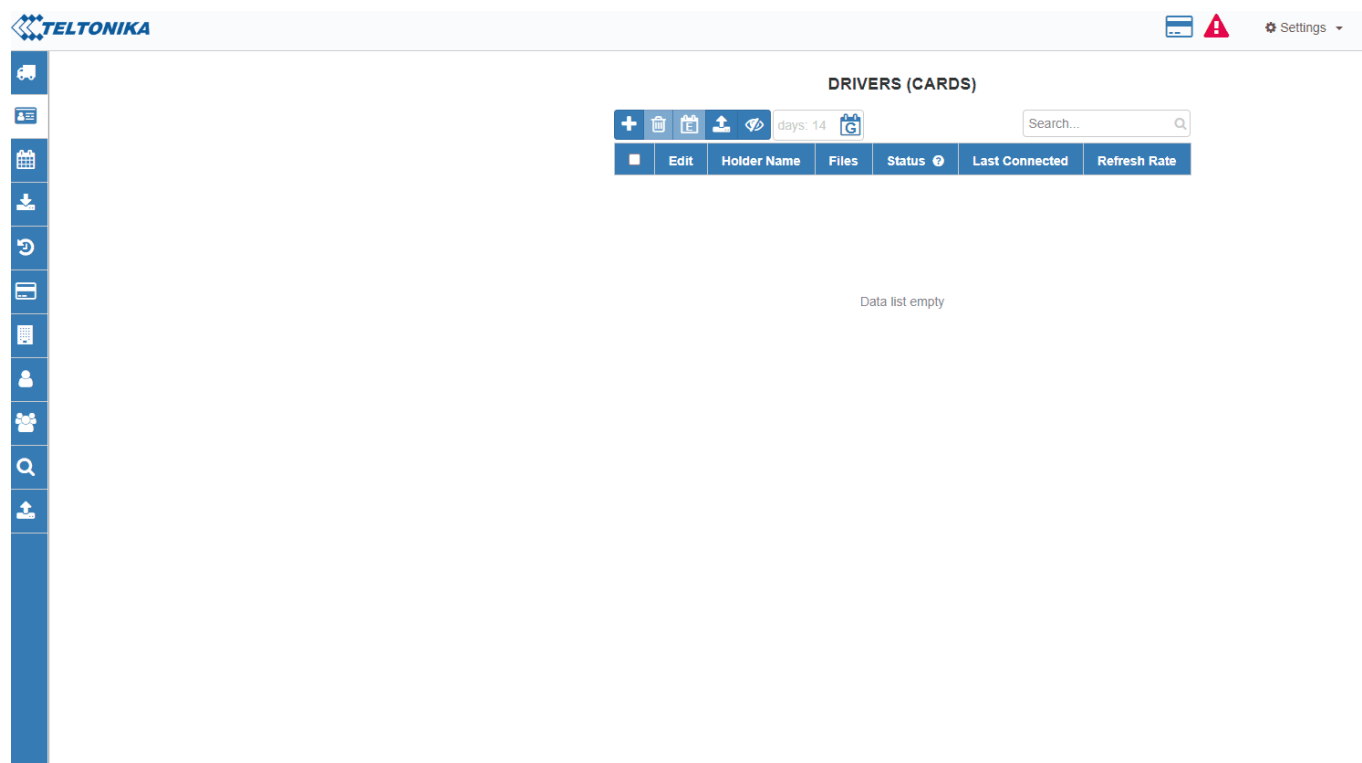 TELTONIKA
Settings
DRIVERS (CARDS)
E
days: 14
G
Search...
Edit Holder Name Files Status ? Last Connected Refresh Rate
Data list empty